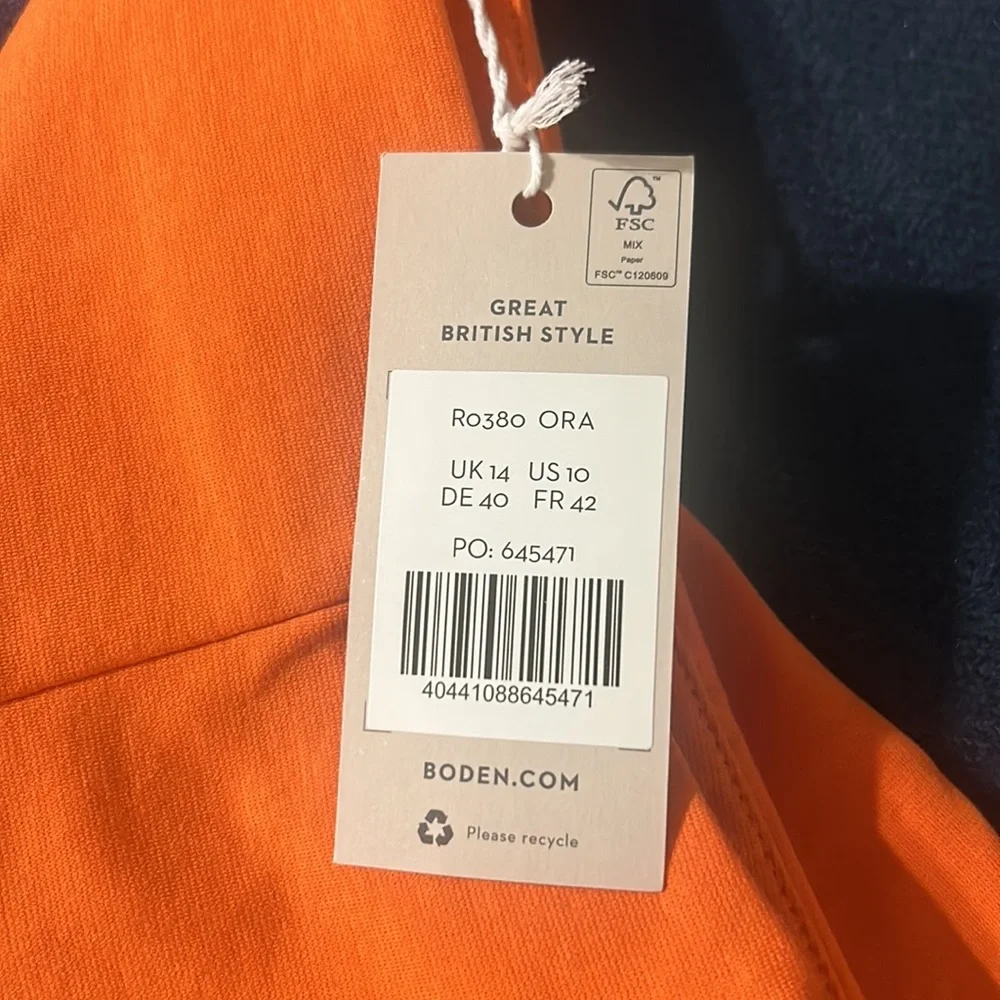 FSC™
MIX
Paper
FSC™ C120609
GREAT
BRITISH STYLE
R0380 ORA
UK 14 US 10
DE 40 FR 42
PO: 645471
40441088645471
BODEN.COM
Please recycle